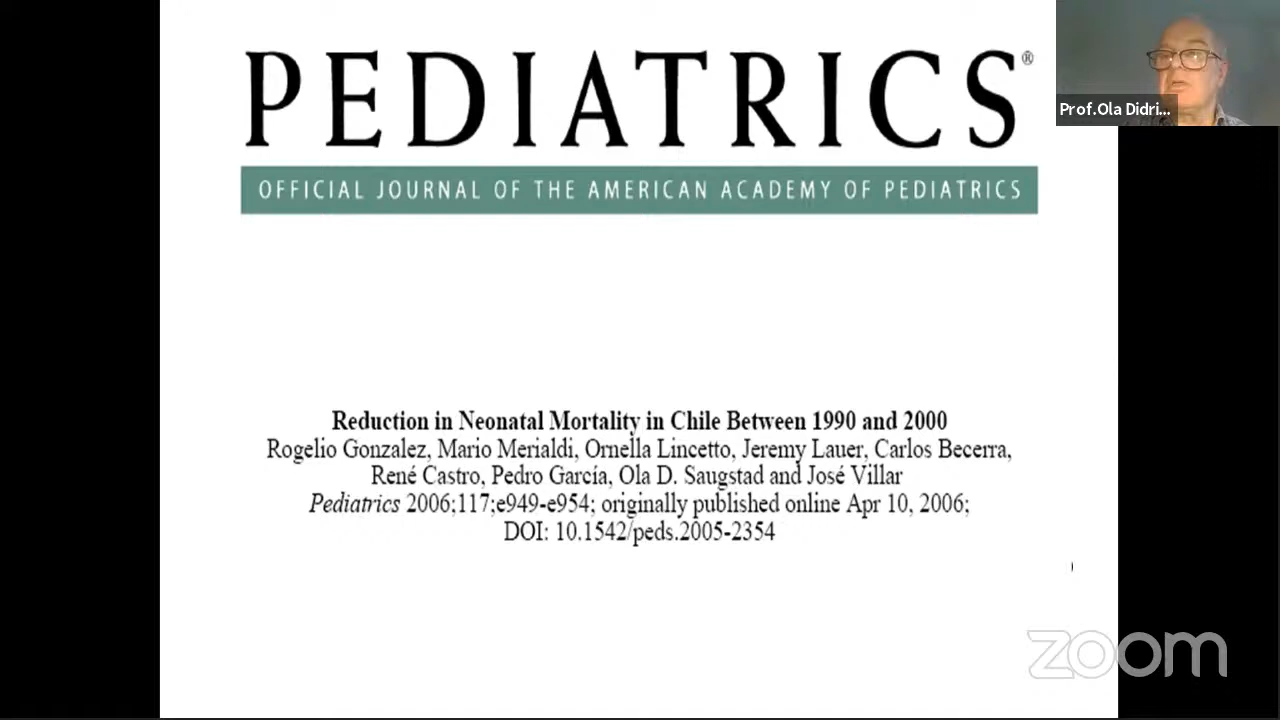 PEDIATRICS®
OFFICIAL JOURNAL OF THE AMERICAN ACADEMY OF PEDIATRICS
Prof.Ola Didri...
Reduction in Neonatal Mortality in Chile Between 1990 and 2000
Rogelio Gonzalez, Mario Merialdi, Ornella Lincetto, Jeremy Lauer, Carlos Becerra,
René Castro, Pedro García, Ola D. Saugstad and José Villar
Pediatrics 2006;117;e949-e954; originally published online Apr 10, 2006;
DOI: 10.1542/peds.2005-2354
zoom